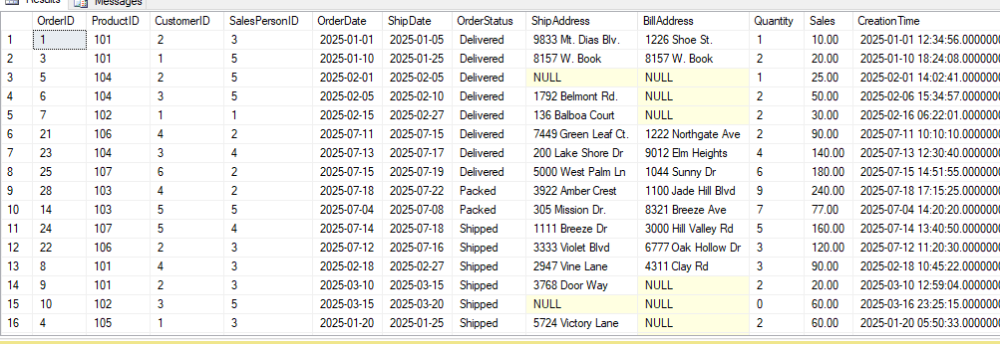 Results Messages
OrderID ProductID CustomerID SalesPersonID OrderDate ShipDate OrderStatus ShipAddress BillAddress Quantity Sales CreationTime
1 1 101 2 3 2025-01-01 2025-01-05 Delivered 9833 Mt. Dias Blv. 1226 Shoe St. 1 10.00 2025-01-01 12:34:56.0000000
2 3 101 1 5 2025-01-10 2025-01-25 Delivered 8157 W. Book 8157 W. Book 2 20.00 2025-01-10 18:24:08.0000000
3 5 104 2 5 2025-02-01 2025-02-05 Delivered NULL NULL 1 25.00 2025-02-01 14:02:41.0000000
4 6 104 3 5 2025-02-05 2025-02-10 Delivered 1792 Belmont Rd. NULL 2 50.00 2025-02-06 15:34:57.0000000
5 7 102 1 1 2025-02-15 2025-02-27 Delivered 136 Balboa Court NULL 2 30.00 2025-02-16 06:22:01.0000000
6 21 106 4 2 2025-07-11 2025-07-15 Delivered 7449 Green Leaf Ct. 1222 Northgate Ave 2 90.00 2025-07-11 10:10:10.0000000
7 23 104 3 4 2025-07-13 2025-07-17 Delivered 200 Lake Shore Dr 9012 Elm Heights 4 140.00 2025-07-13 12:30:40.0000000
8 25 107 6 2 2025-07-15 2025-07-19 Delivered 5000 West Palm Ln 1044 Sunny Dr 6 180.00 2025-07-15 14:51:55.0000000
9 28 103 4 2 2025-07-18 2025-07-22 Packed 3922 Amber Crest 1100 Jade Hill Blvd 9 240.00 2025-07-18 17:15:25.0000000
10 14 103 5 5 2025-07-04 2025-07-08 Packed 305 Mission Dr. 8321 Breeze Ave 7 77.00 2025-07-04 14:20:20.0000000
11 24 107 5 4 2025-07-14 2025-07-18 Shipped 1111 Breeze Dr 3000 Hill Valley Rd 5 160.00 2025-07-14 13:40:50.0000000
12 22 106 2 3 2025-07-12 2025-07-16 Shipped 3333 Violet Blvd 6777 Oak Hollow Dr 3 120.00 2025-07-12 11:20:30.0000000
13 8 101 4 3 2025-02-18 2025-02-27 Shipped 2947 Vine Lane 4311 Clay Rd 3 90.00 2025-02-18 10:45:22.0000000
14 9 101 2 3 2025-03-10 2025-03-15 Shipped 3768 Door Way NULL 2 20.00 2025-03-10 12:59:04.0000000
15 10 102 3 5 2025-03-15 2025-03-20 Shipped NULL NULL 0 60.00 2025-03-16 23:25:15.0000000
16 4 105 1 3 2025-01-20 2025-01-25 Shipped 5724 Victory Lane NULL 2 60.00 2025-01-20 05:50:33.0000000